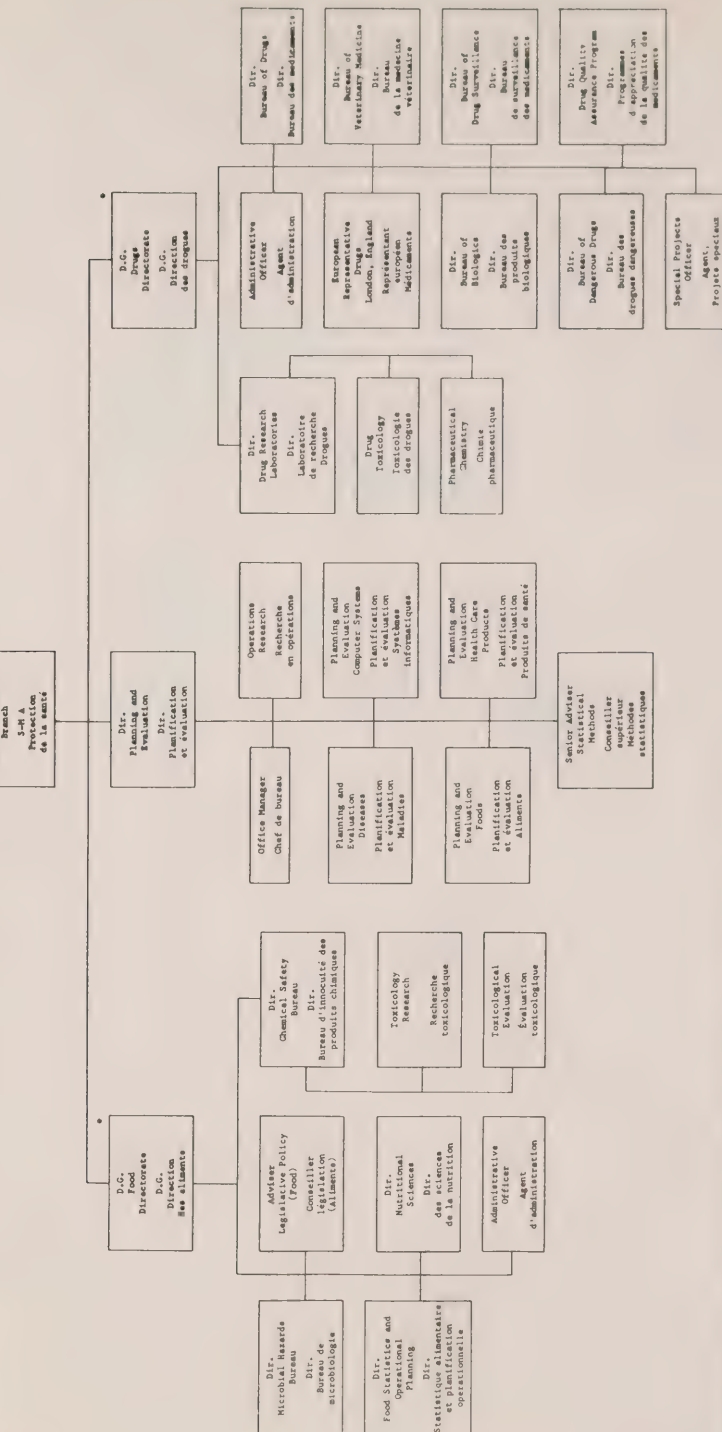 Branch
S-M A
Protection
de la santé
D.G.
Food
Directorate
D.G.
Direction
des aliments
Dir.
Planning and
Evaluation
Dir.
Planification
et évaluation
D.G.
Drugs
Directorate
D.G.
Direction
des drogues
Dir.
Microbial Hazards
Bureau
Dir.
Bureau de
microbiologie
Adviser
Legislative Policy
(Food)
Conseiller
législation
(Aliments)
Dir.
Chemical Safety
Bureau
Dir.
Bureau d'innocuité des
produits chimiques
Dir.
Food Statistics and
Operational
Planning
Dir.
Statistique alimentaire
et planification
operationnelle
Dir.
Nutritional
Sciences
Dir.
des sciences
de la nutrition
Toxicology
Research
Recherche
toxicologique
Administrative
Officer
Agent
d'administration
Toxicological
Evaluation
Évaluation
toxicologique
Office Manager
Chef de bureau
Operations
Research
Recherche
en opérations
Planning and
Evaluation
Diseases
Planification
et évaluation
Maladies
Planning and
Evaluation
Computer Systems
Planification
et évaluation
Systèmes
informatiques
Planning and
Evaluation
Foods
Planification
et évaluation
Aliments
Planning and
Evaluation
Health Care
Products
Planification
et évaluation
Produits de santé
Senior Adviser
Statistical
Methods
Conseiller
supérieur
Méthodes
statistiques
Dir.
Drug Research
Laboratories
Dir.
Laboratoire
de recherche
Drogues
Drug
Toxicology
Toxicologie
des drogues
Pharmaceutical
Chemistry
Chimie
pharmaceutique
Administrative
Officer
Agent
d'administration
Dir.
Bureau of Drugs
Dir.
Bureau des medicaments
European
Representative
Drugs
London, England
Représentant
européen
Médicaments
Dir.
Bureau of
Veterinary Medicine
Dir.
Bureau
de la medecine
véterinaire
Dir.
Bureau of
Biologics
Dir.
Bureau des
produits
biologiques
Dir.
Bureau of
Drug Surveillance
Dir.
Bureau
de surveillance
des medicaments
Dir.
Bureau of
Dangerous Drugs
Dir.
Bureau des
drogues dangereuses
Dir.
Drug Quality
Assurance Program
Dir.
Programmes
d'appreciation
de la qualite des
medicaments
Special Projects
Officer
Agent,
Projets speciaux